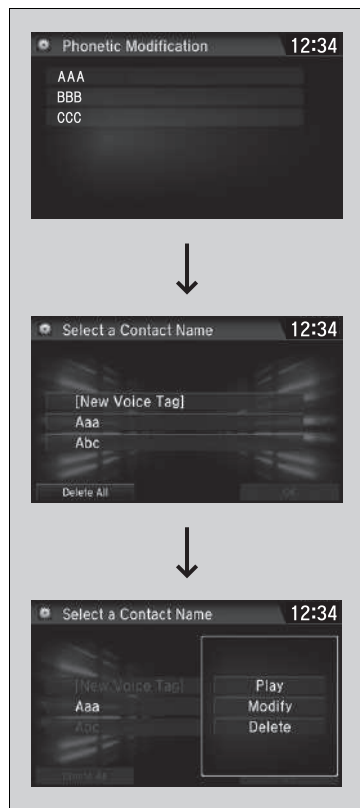 Phonetic Modification 12:34
AAA
BBB
CCC
Select a Contact Name 12:34
[New Voice Tag]
Aaa
Abc
Delete All OK
Select a Contact Name 12:34
[New Voice Tag]
Play
Aaa Modify
Abc Delete
Delete All